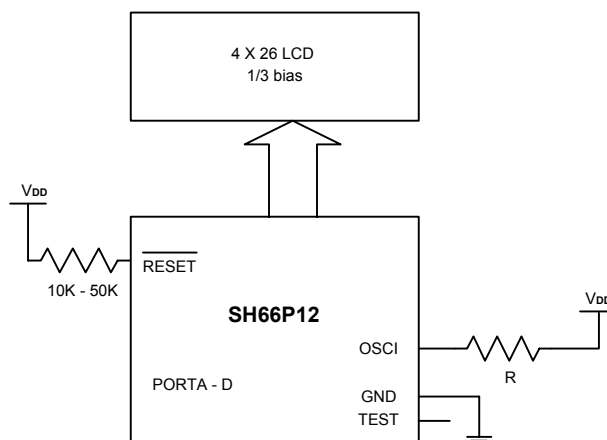 4 X 26 LCD
1/3 bias
VDD
RESET
10K - 50K
SH66P12
VDD
OSCI
R
PORTA - D
GND
TEST